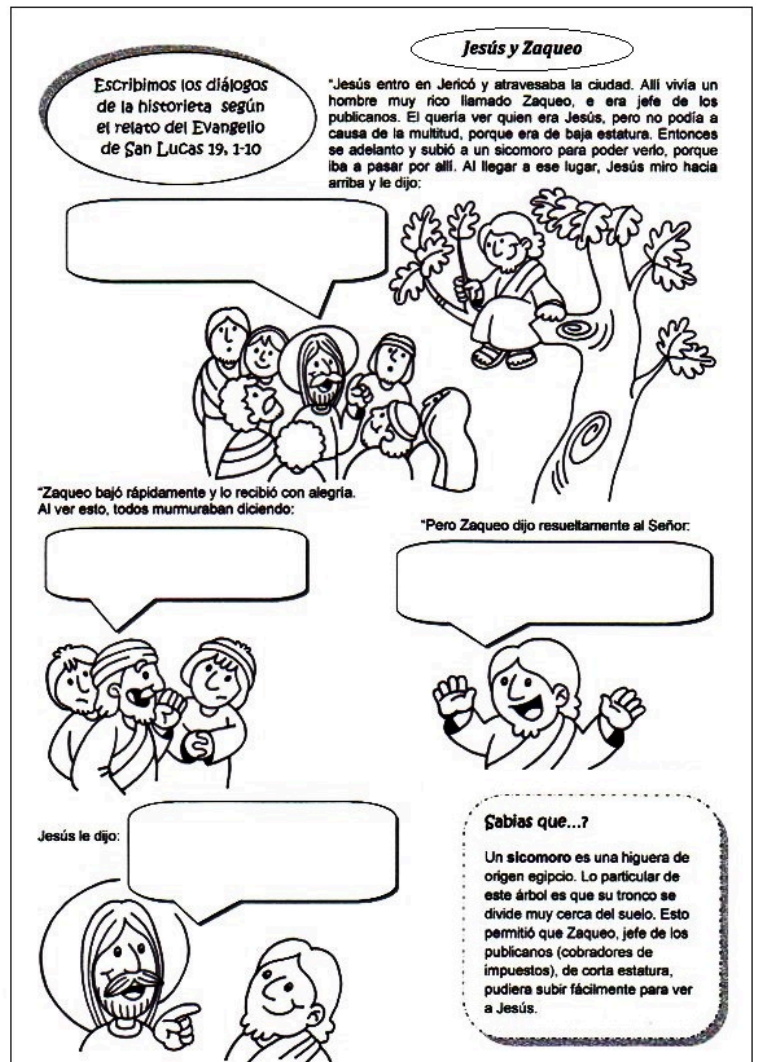 Jesús y Zaqueo
Escribimos los diálogos
de la historieta según
el relato del Evangelio
de San Lucas 19, 1-10
"Jesús entro en Jericó y atravesaba la ciudad. Allí vivía un
hombre muy rico llamado Zaqueo, e era jefe de los
publicanos. El quería ver quien era Jesús, pero no podía a
causa de la multitud, porque era de baja estatura. Entonces
se adelanto y subió a un sicomoro para poder verlo, porque
iba a pasar por allí. Al llegar a ese lugar, Jesús miro hacia
arriba y le dijo:
"Zaqueo bajó rápidamente y lo recibió con alegría.
Al ver esto, todos murmuraban diciendo:
"Pero Zaqueo dijo resueltamente al Señor:
Jesús le dijo:
Sabias que...?
Un sicomoro es una higuera de
origen egipcio. Lo particular de
este árbol es que su tronco se
divide muy cerca del suelo. Esto
permitió que Zaqueo, jefe de los
publicanos (cobradores de
impuestos), de corta estatura,
pudiera subir fácilmente para ver
a Jesús.